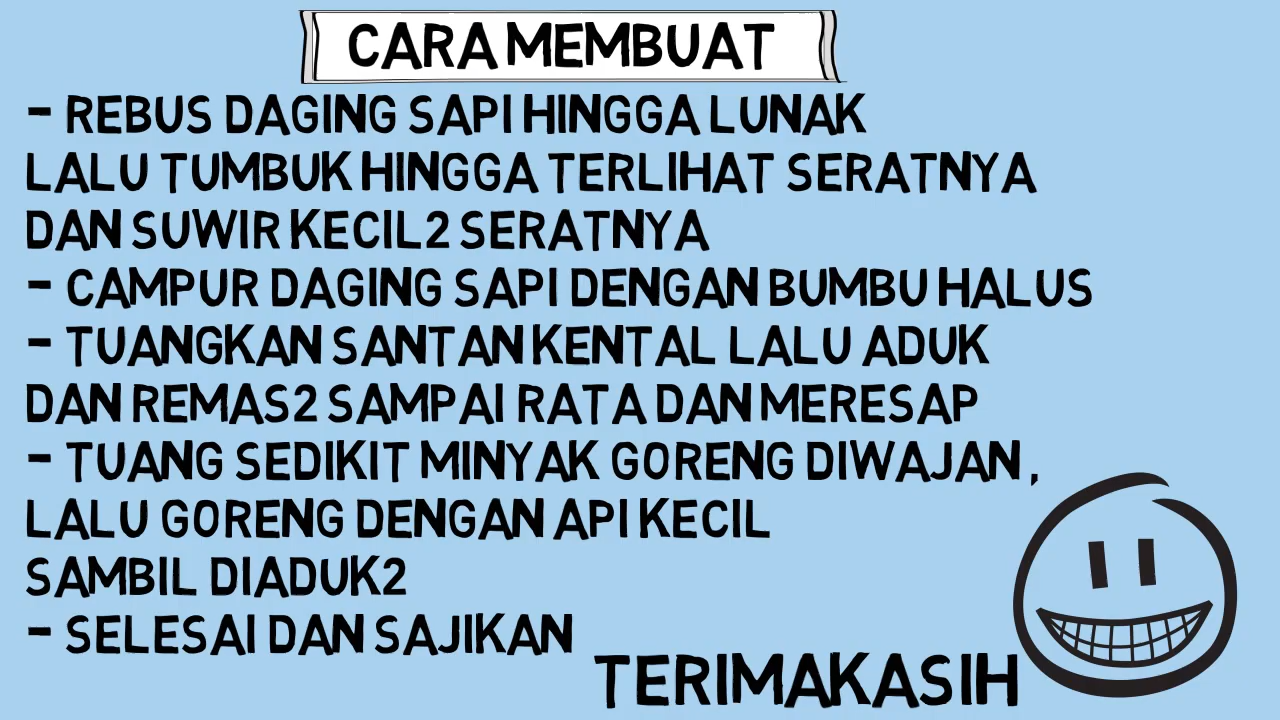 CARA MEMBUAT
- REBUS DAGING SAPI HINGGA LUNAK
LALU TUMBUK HINGGA TERLIHAT SERATNYA
DAN SUWIR KECIL2 SERATNYA
- CAMPUR DAGING SAPI DENGAN BUMBU HALUS
- TUANGKAN SANTAN KENTAL LALU ADUK
DAN REMAS2 SAMPAI RATA DAN MERESAP
- TUANG SEDIKIT MINYAK GORENG DIWAJAN ,
LALU GORENG DENGAN API KECIL
SAMBIL DIADUK2
- SELESAI DAN SAJIKAN
TERIMAKASIH